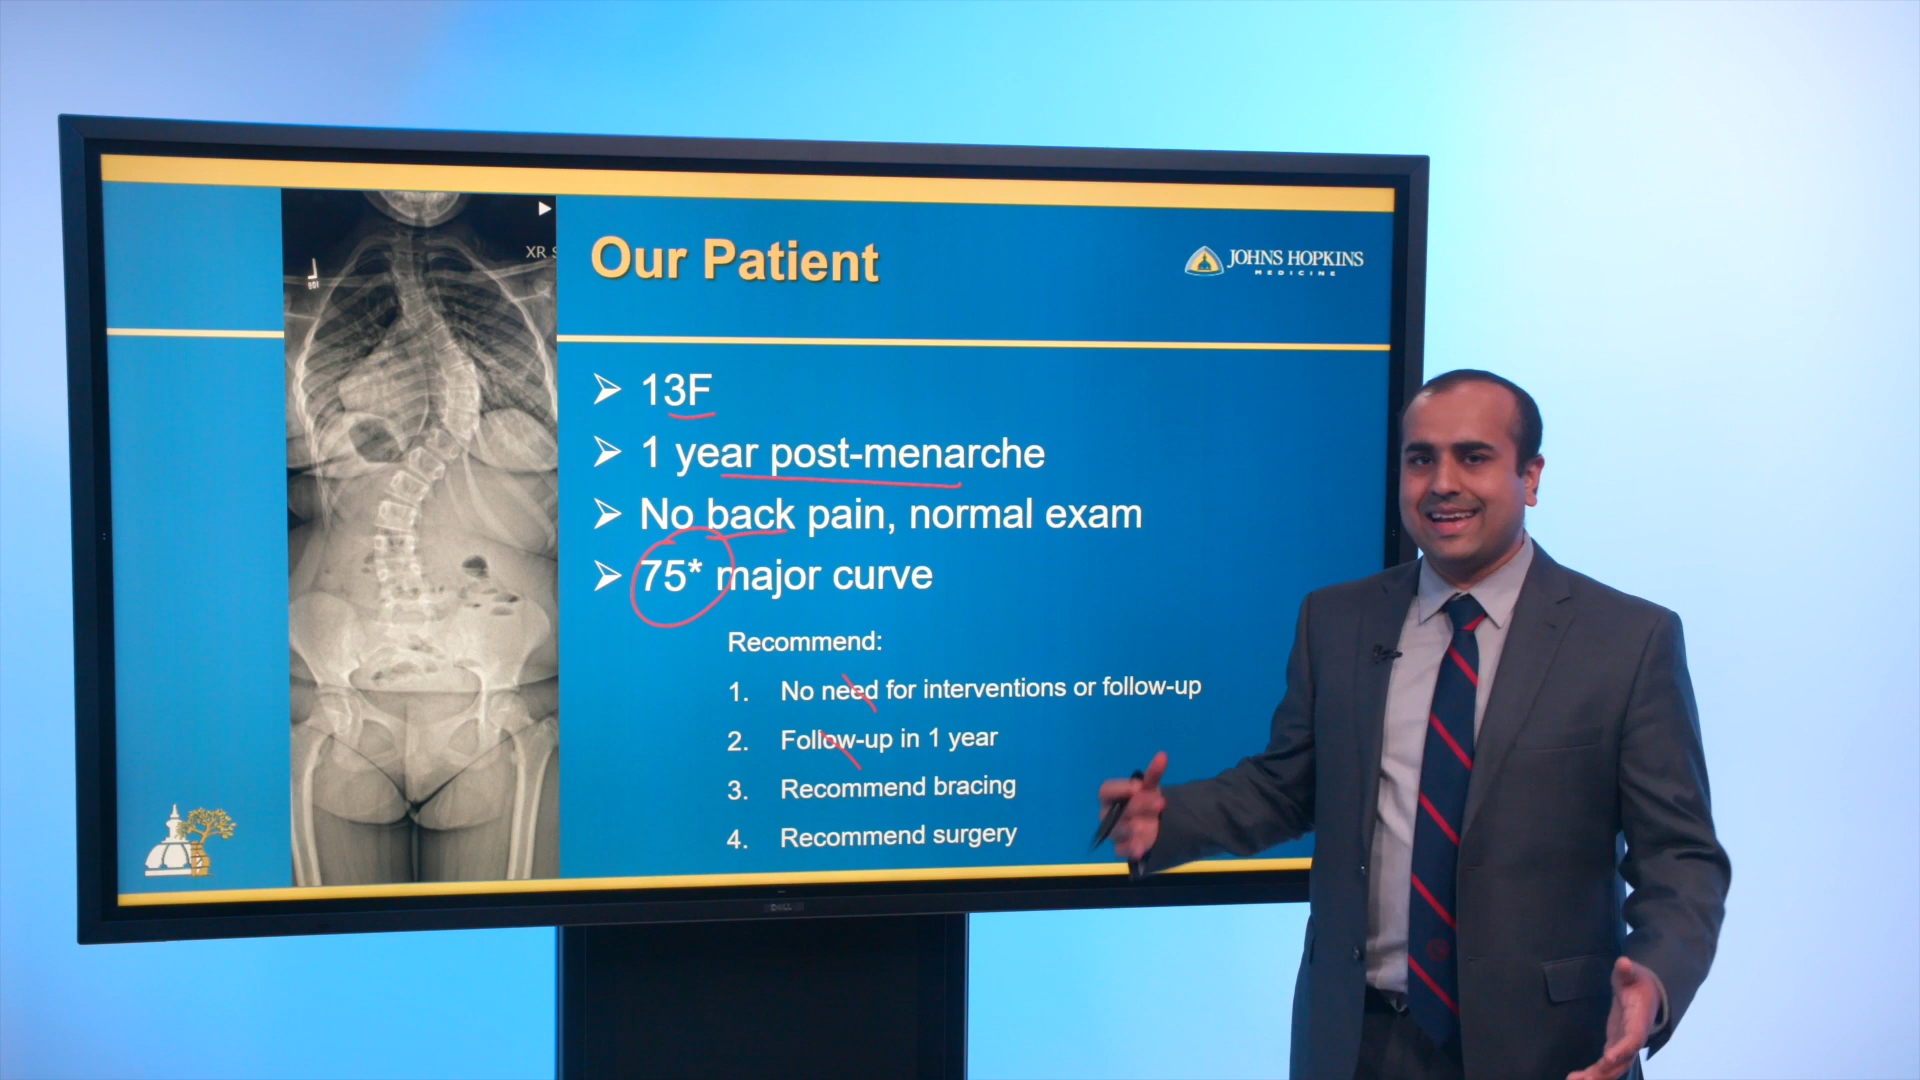 XR S
L
Our Patient
JOHNS HOPKINS
MEDICINE
➢ 13F
➢ 1 year post-menarche
➢ No back pain, normal exam
➢ 75* major curve
Recommend:
1. No need for interventions or follow-up
2. Follow-up in 1 year
3. Recommend bracing
4. Recommend surgery
DELL